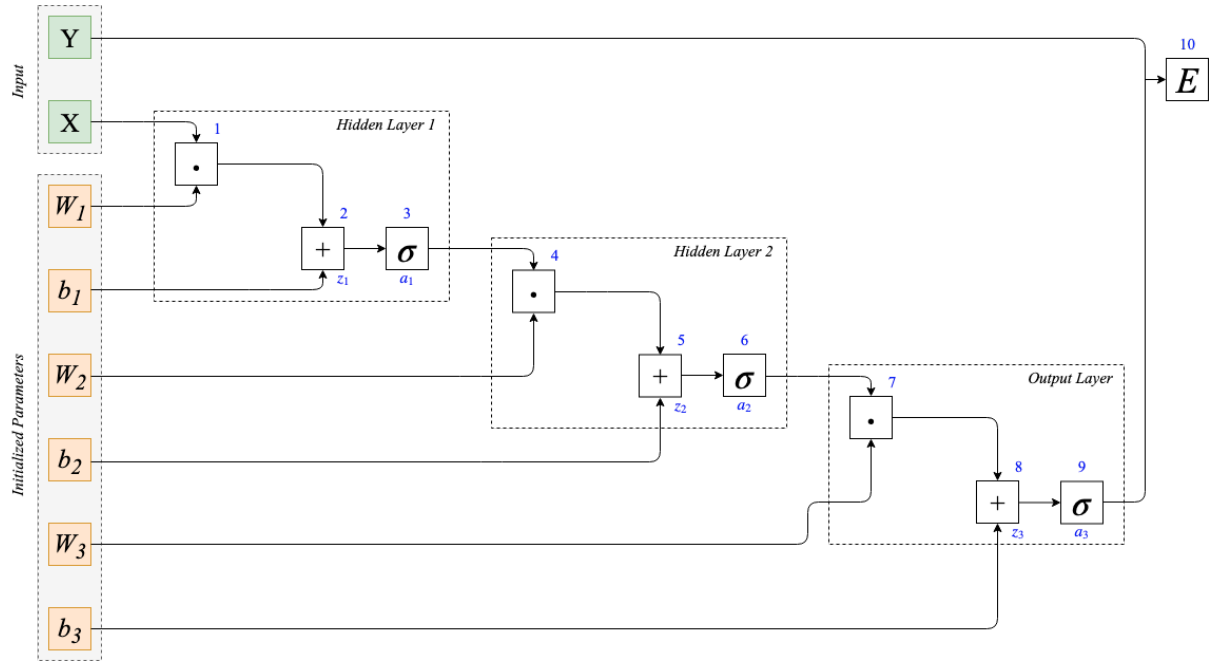 Input
Y
X
Initialized Parameters
W1
b1
W2
b2
W3
b3
Hidden Layer 1
1
.
2
+
z1
3
σ
a1
Hidden Layer 2
4
.
5
+
z2
6
σ
a2
Output Layer
7
.
8
+
z3
9
σ
a3
10
E